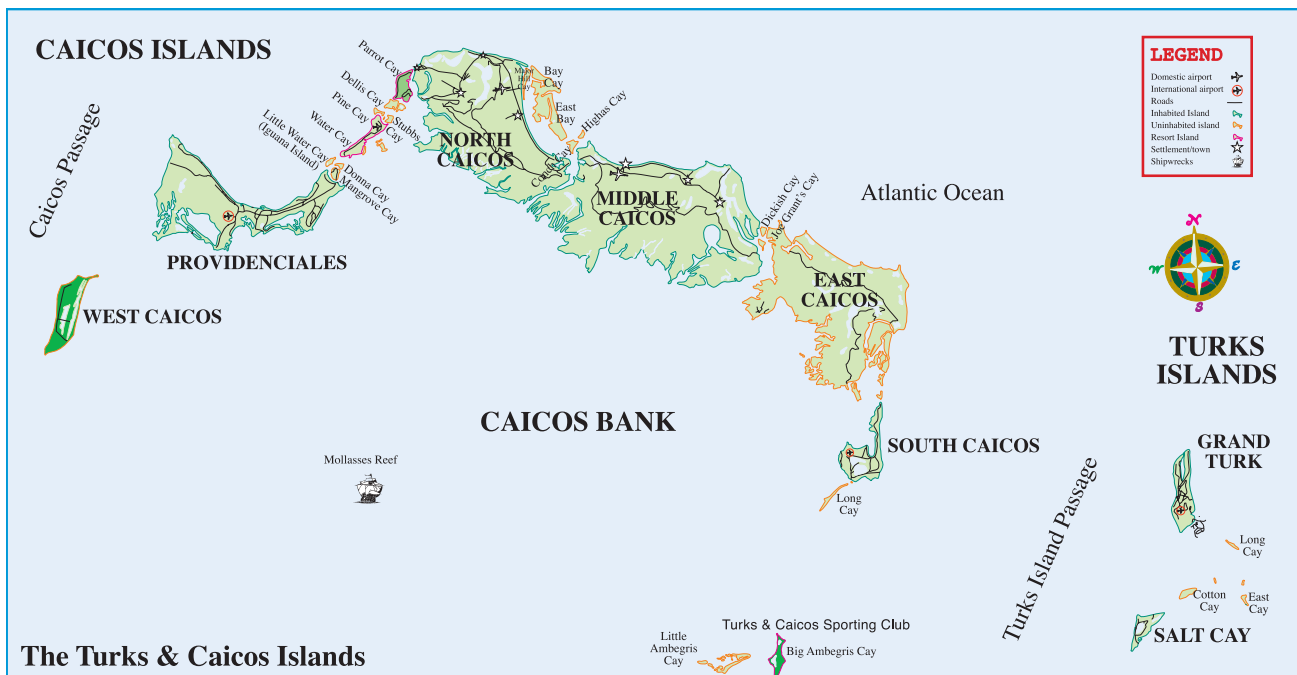 CAICOS ISLANDS
Caicos Passage
Parrot Cay
Dellis Cay
Pine Cay
Water Cay
Little Water Cay
(Iguana Island)
Stubbs
Cay
Donna Cay
Mangrove Cay
NORTH
CAICOS
Major
Hill
Cay
Bay
Cay
East
Bay
Highas Cay
Conch Cay
MIDDLE
CAICOS
Dickish Cay
Joe Grant's Cay
Atlantic Ocean
PROVIDENCIALES
WEST CAICOS
EAST
CAICOS
CAICOS BANK
SOUTH CAICOS
Long
Cay
Mollasses Reef
LEGEND
Domestic airport
International airport
Roads
Inhabited Island
Uninhabited island
Resort Island
Settlement/town
Shipwrecks
N
W
E
S
TURKS
ISLANDS
GRAND
TURK
Long
Cay
Cotton
Cay
East
Cay
SALT CAY
Turks Island Passage
Turks & Caicos Sporting Club
Little
Ambegris
Cay
Big Ambegris Cay
The Turks & Caicos Islands